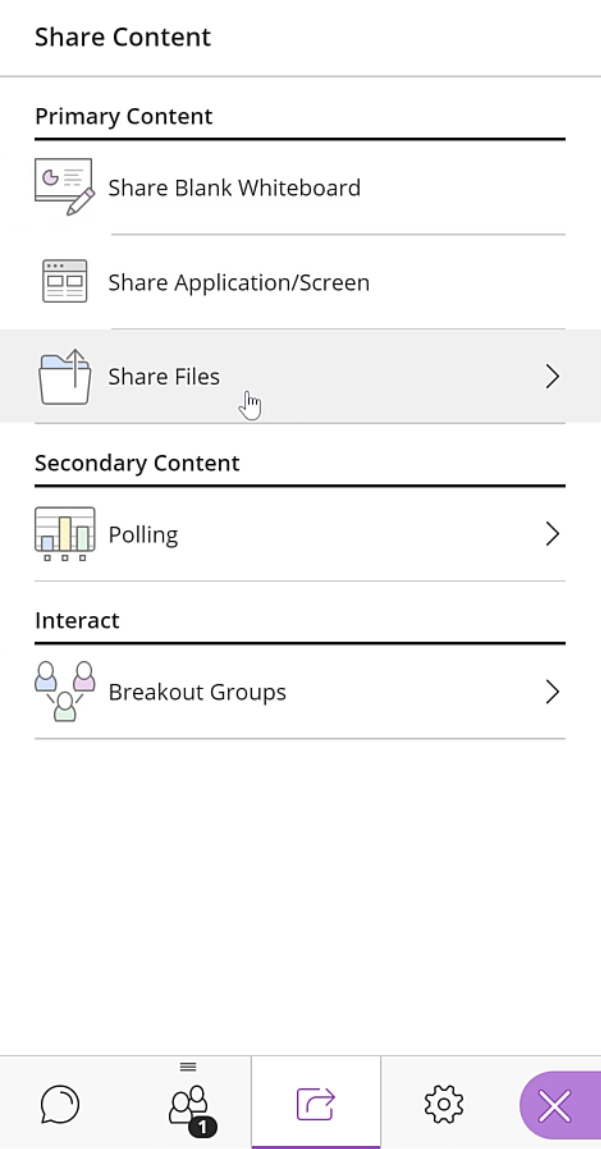 Share Content
Primary Content
Share Blank Whiteboard
Share Application/Screen
Share Files
Secondary Content
Polling
Interact
Breakout Groups
1